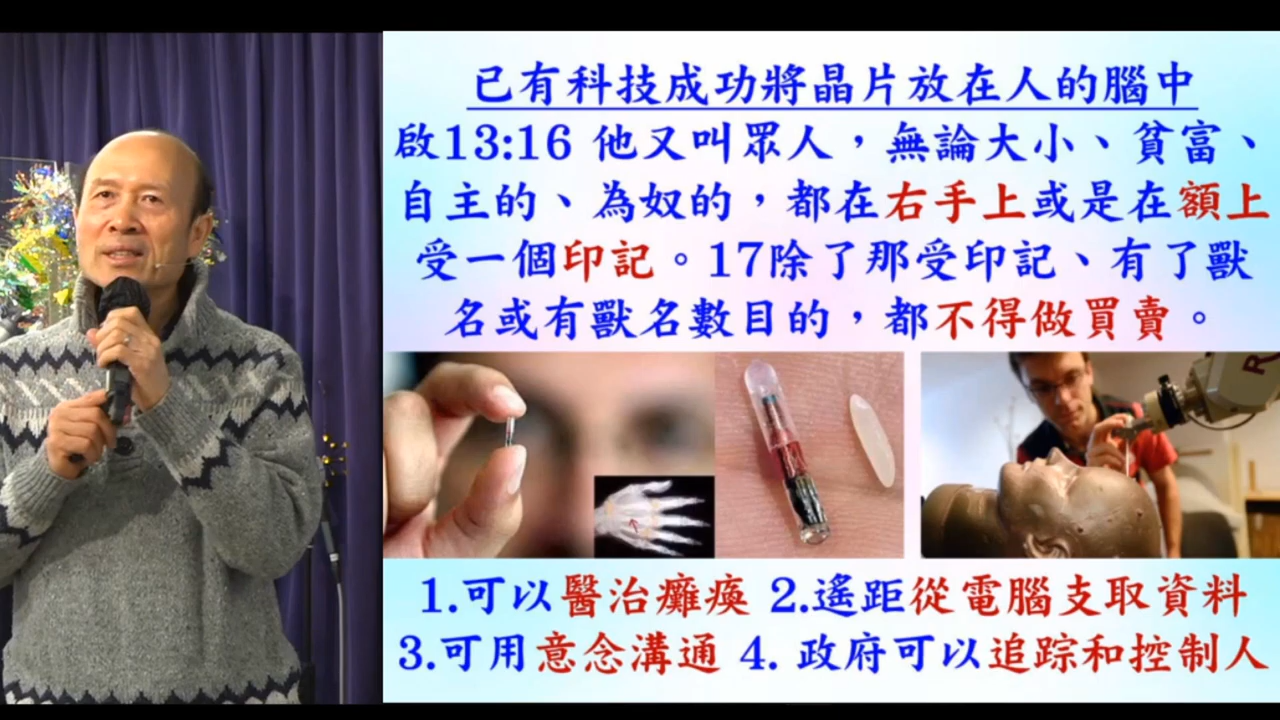 已有科技成功將晶片放在人的腦中
啟13:16 他又叫眾人，無論大小、貧富、
自主的、為奴的，都在右手上或是在額上
受一個印記。17除了那受印記、有了獸
名或有獸名數目的，都不得做買賣。
R
1.可以醫治癱瘓 2.遙距從電腦支取資料
3.可用意念溝通 4. 政府可以追踪和控制人